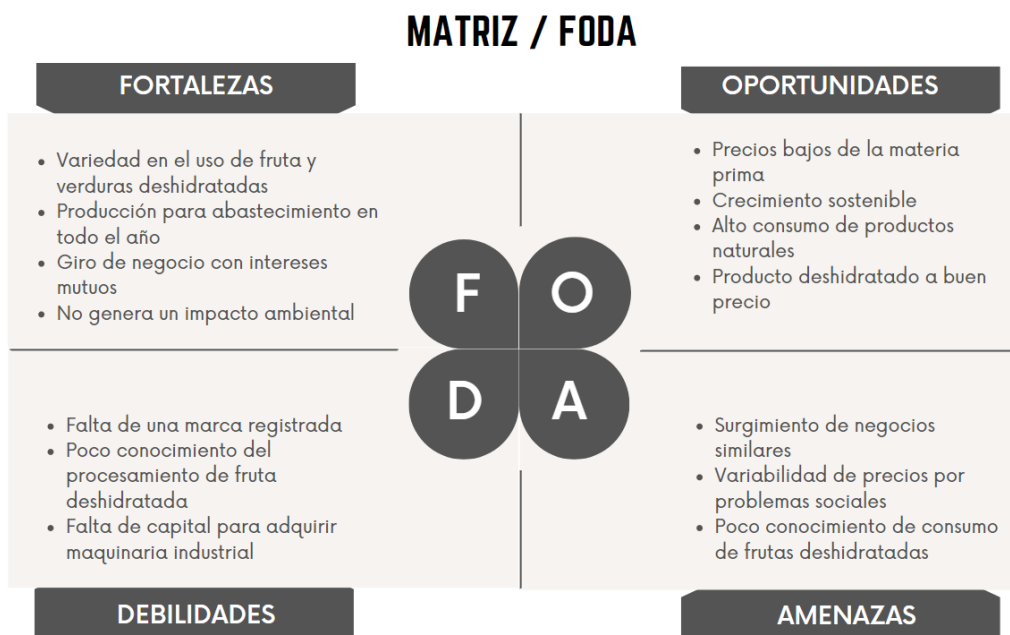 MATRIZ / FODA
FORTALEZAS
• Variedad en el uso de fruta y
verduras deshidratadas
• Producción para abastecimiento en
todo el año
• Giro de negocio con intereses
mutuos
• No genera un impacto ambiental
OPORTUNIDADES
• Precios bajos de la materia
prima
• Crecimiento sostenible
• Alto consumo de productos
naturales
• Producto deshidratado a buen
precio
F O
D A
• Falta de una marca registrada
• Poco conocimiento del
procesamiento de fruta
deshidratada
• Falta de capital para adquirir
maquinaria industrial
DEBILIDADES
• Surgimiento de negocios
similares
• Variabilidad de precios por
problemas sociales
• Poco conocimiento de consumo
de frutas deshidratadas
AMENAZAS